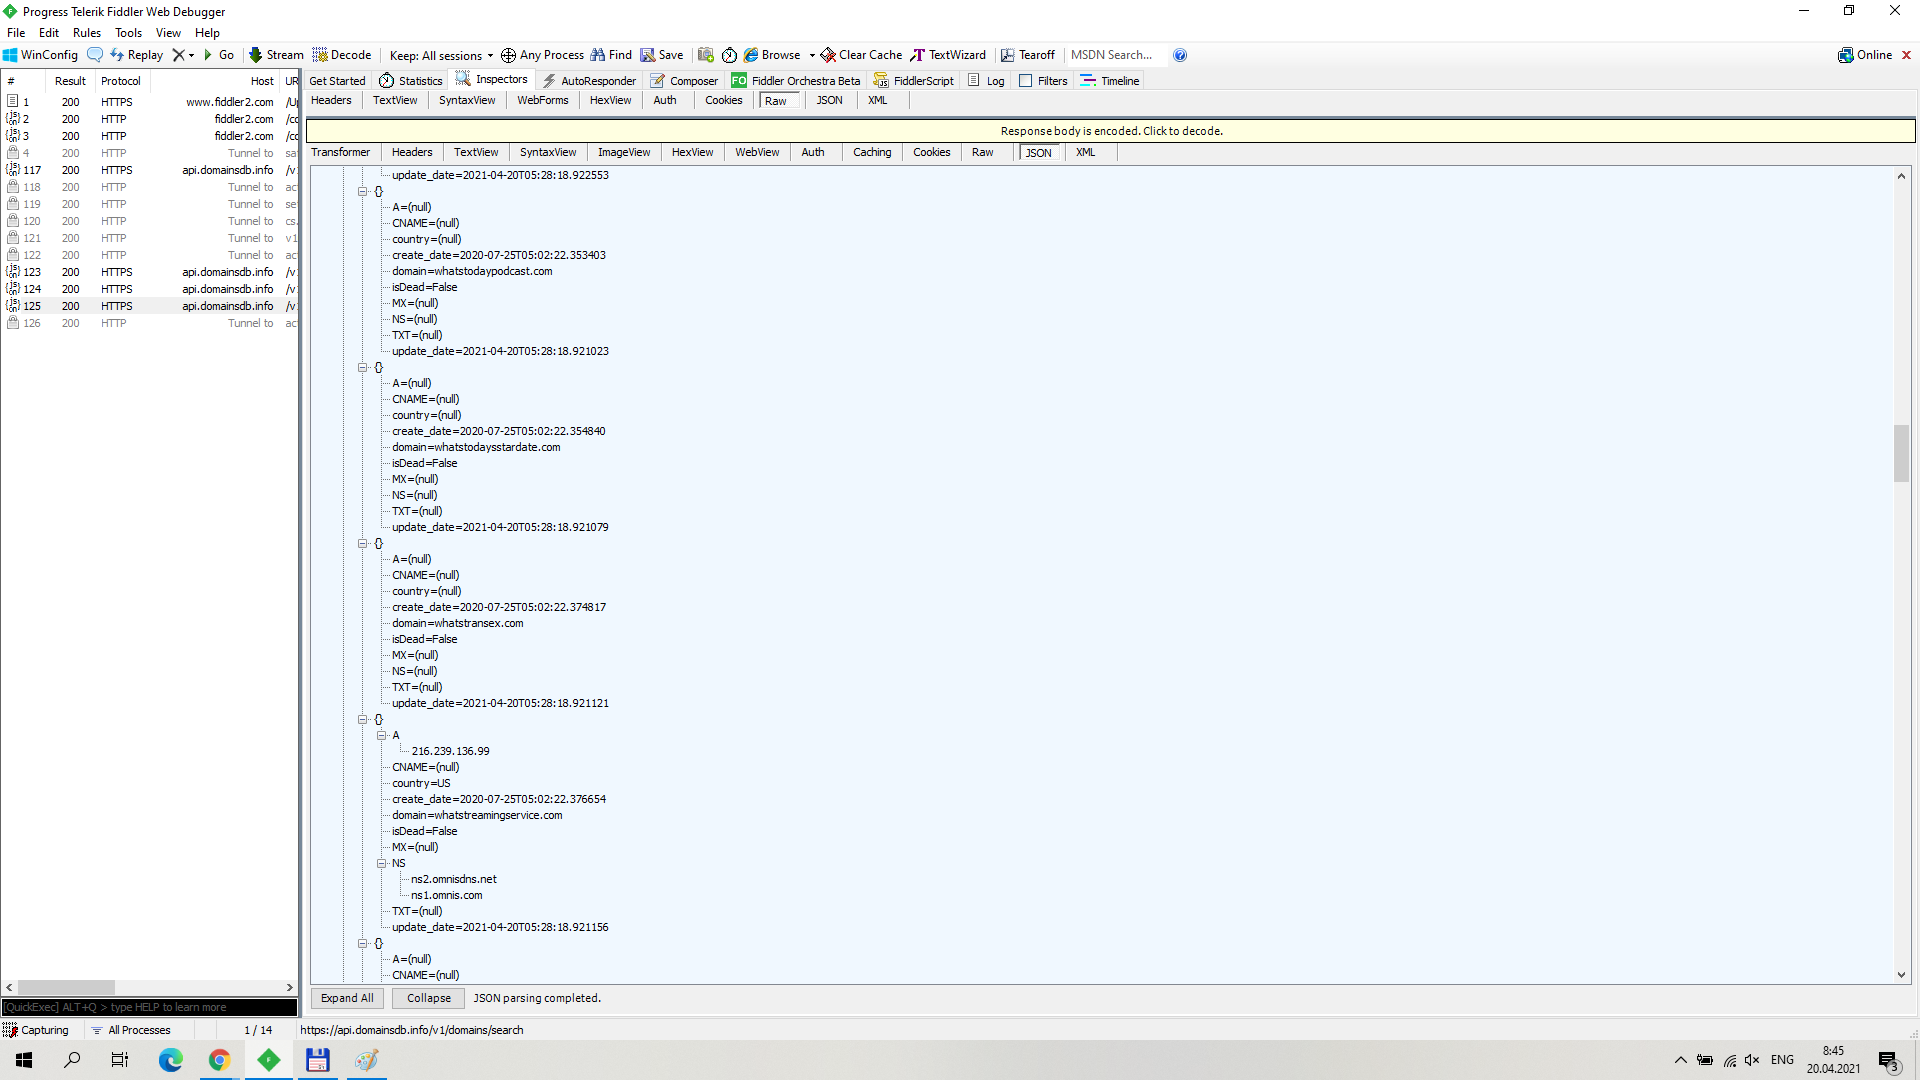 Progress Telerik Fiddler Web Debugger
File Edit Rules Tools View Help
WinConfig Replay Go Stream Decode Keep: All sessions Any Process Find Save Browse Clear Cache TextWizard Tearoff MSDN Search... Online
# Result Protocol Host UR
1 200 HTTPS www.fiddler2.com /Up
2 200 HTTP fiddler2.com /co
3 200 HTTP fiddler2.com /co
4 200 HTTP Tunnel to sa
117 200 HTTPS api.domainsdb.info /v
118 200 HTTP Tunnel to ac
119 200 HTTP Tunnel to se
120 200 HTTP Tunnel to cs.
121 200 HTTP Tunnel to v1
122 200 HTTP Tunnel to ac
123 200 HTTPS api.domainsdb.info /v
124 200 HTTPS api.domainsdb.info /v
125 200 HTTPS api.domainsdb.info /v
126 200 HTTP Tunnel to ac
[QuickExec] ALT+Q > type HELP to learn more
Get Started Statistics Inspectors AutoResponder Composer FO Fiddler Orchestra Beta FiddlerScript Log Filters Timeline
Headers TextView SyntaxView WebForms HexView Auth Cookies Raw JSON XML
Response body is encoded. Click to decode.
Transformer Headers TextView SyntaxView ImageView HexView WebView Auth Caching Cookies Raw JSON XML
update_date=2021-04-20T05:28:18.922553
{}
A=(null)
CNAME=(null)
country=(null)
create_date=2020-07-25T05:02:22.353403
domain=whatstodaypodcast.com
isDead=False
MX=(null)
NS=(null)
TXT=(null)
update_date=2021-04-20T05:28:18.921023
{}
A=(null)
CNAME=(null)
country=(null)
create_date=2020-07-25T05:02:22.354840
domain=whatstodaysstardate.com
isDead=False
MX=(null)
NS=(null)
TXT=(null)
update_date=2021-04-20T05:28:18.921079
{}
A=(null)
CNAME=(null)
country=(null)
create_date=2020-07-25T05:02:22.374817
domain=whatstransex.com
isDead=False
MX=(null)
NS=(null)
TXT=(null)
update_date=2021-04-20T05:28:18.921121
{}
A
216.239.136.99
CNAME=(null)
country=US
create_date=2020-07-25T05:02:22.376654
domain=whatstreamingservice.com
isDead=False
MX=(null)
NS
ns2.omnisdns.net
ns1.omnis.com
TXT=(null)
update_date=2021-04-20T05:28:18.921156
{}
A=(null)
CNAME=(null)
Expand All Collapse JSON parsing completed.
Capturing All Processes 1 / 14 https://api.domainsdb.info/v1/domains/search
ENG 8:45
20.04.2021 3